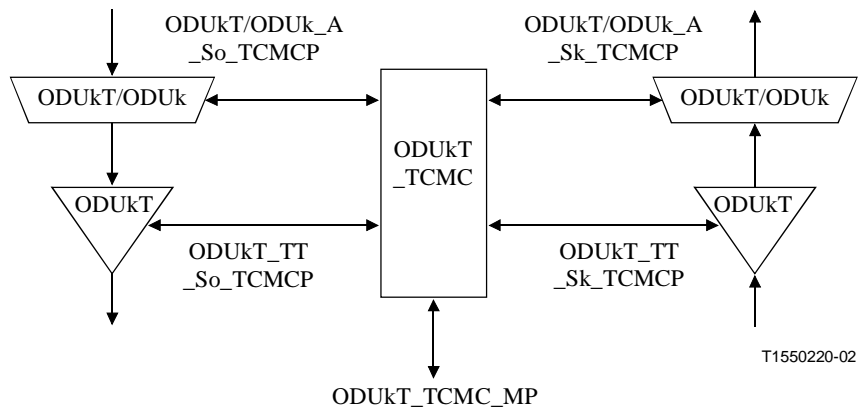 ODUkT/ODUk_A
_So_TCMCP
ODUkT/ODUk_A
_Sk_TCMCP
ODUkT/ODUk
ODUkT/ODUk
ODUkT
_TCMC
ODUkT
ODUkT
ODUkT_TT
_So_TCMCP
ODUkT_TT
_Sk_TCMCP
T1550220-02
ODUkT_TCMC_MP